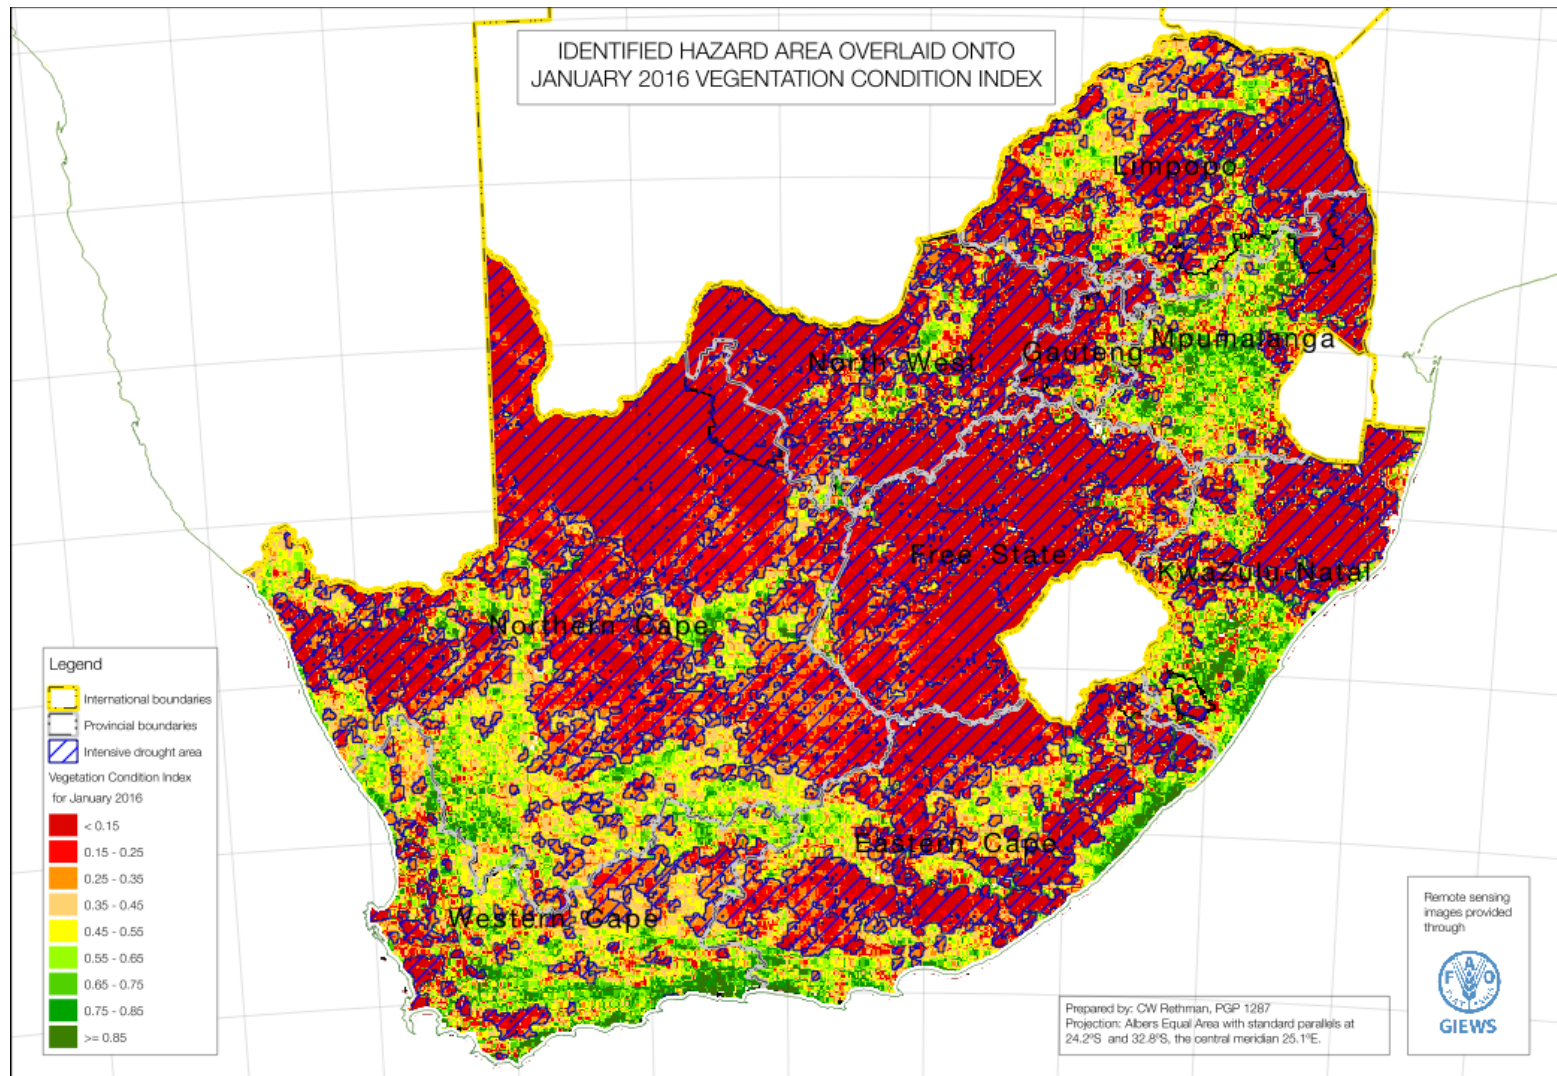 IDENTIFIED HAZARD AREA OVERLAID ONTO
JANUARY 2016 VEGENTATION CONDITION INDEX
Limpopo
North West
Gauteng
Mpumalanga
Free State
KwaZulu-Natal
Northern Cape
Eastern Cape
Western Cape
Legend
International boundaries
Provincial boundaries
Intensive drought area
Vegetation Condition Index
for January 2016
< 0.15
0.15 - 0.25
0.25 - 0.35
0.35 - 0.45
0.45 - 0.55
0.55 - 0.65
0.65 - 0.75
0.75 - 0.85
>= 0.85
Prepared by: CW Rethman, PGP 1287
Projection: Albers Equal Area with standard parallels at
24.2°S and 32.8°S, the central meridian 25.1°E.
Remote sensing
images provided
through
F A O
GIEWS